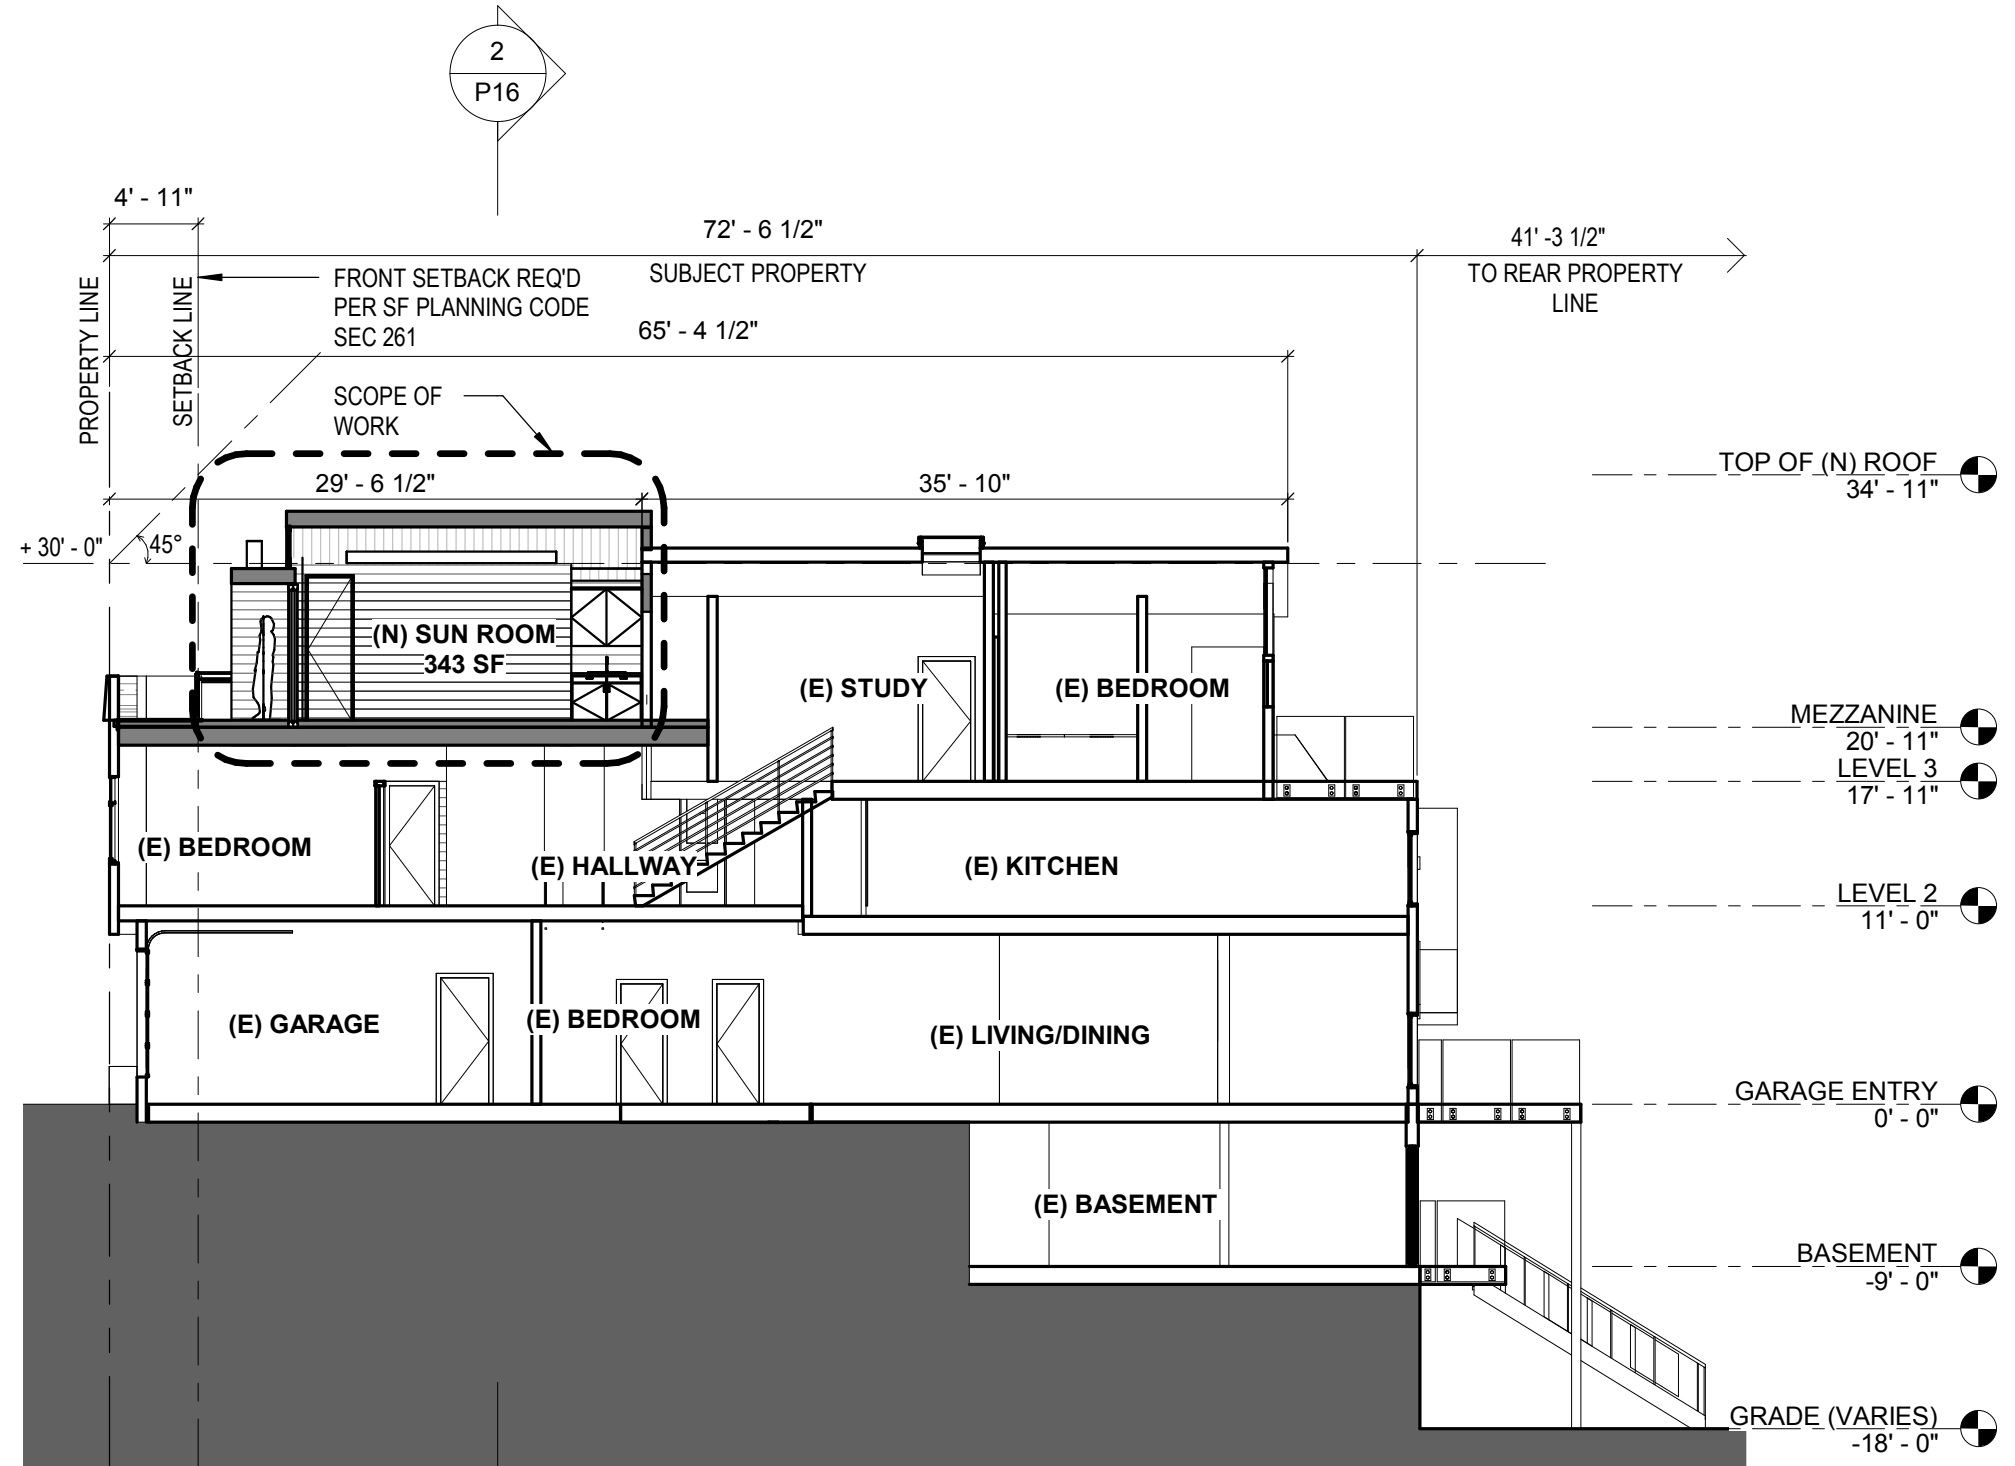 2
P16
4' - 11"
72' - 6 1/2"
41' -3 1/2"
SUBJECT PROPERTY
TO REAR PROPERTY
LINE
PROPERTY LINE
SETBACK LINE
FRONT SETBACK REQ'D
PER SF PLANNING CODE
SEC 261
65' - 4 1/2"
SCOPE OF
WORK
29' - 6 1/2"
35' - 10"
TOP OF (N) ROOF
34' - 11"
+ 30' - 0"
45°
(N) SUN ROOM
343 SF
(E) STUDY
(E) BEDROOM
MEZZANINE
20' - 11"
LEVEL 3
17' - 11"
(E) BEDROOM
(E) HALLWAY
(E) KITCHEN
LEVEL 2
11' - 0"
(E) GARAGE
(E) BEDROOM
(E) LIVING/DINING
GARAGE ENTRY
0' - 0"
(E) BASEMENT
BASEMENT
-9' - 0"
GRADE (VARIES)
-18' - 0"